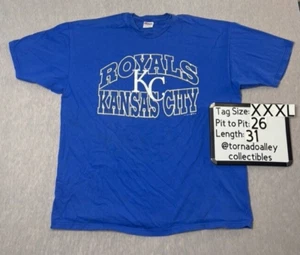 ROYALS
KC
KANSAS CITY
Tag Size: XXXL
Pit to Pit: 26
Length: 31
@tornadoalley
collectibles